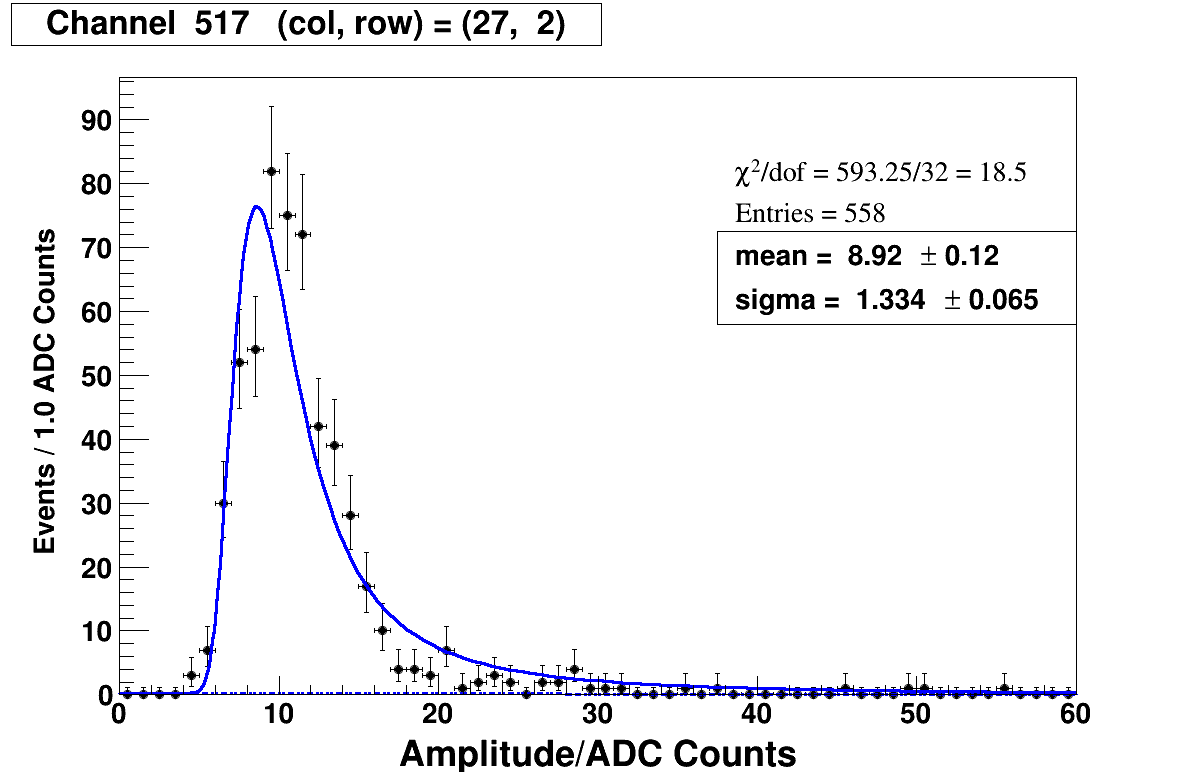 Channel 517 (col, row) = (27, 2)
χ²/dof = 593.25/32 = 18.5
Entries = 558
mean = 8.92 ± 0.12
sigma = 1.334 ± 0.065
Events / 1.0 ADC Counts
90
80
70
60
50
40
30
20
10
0
0 10 20 30 40 50 60
Amplitude/ADC Counts